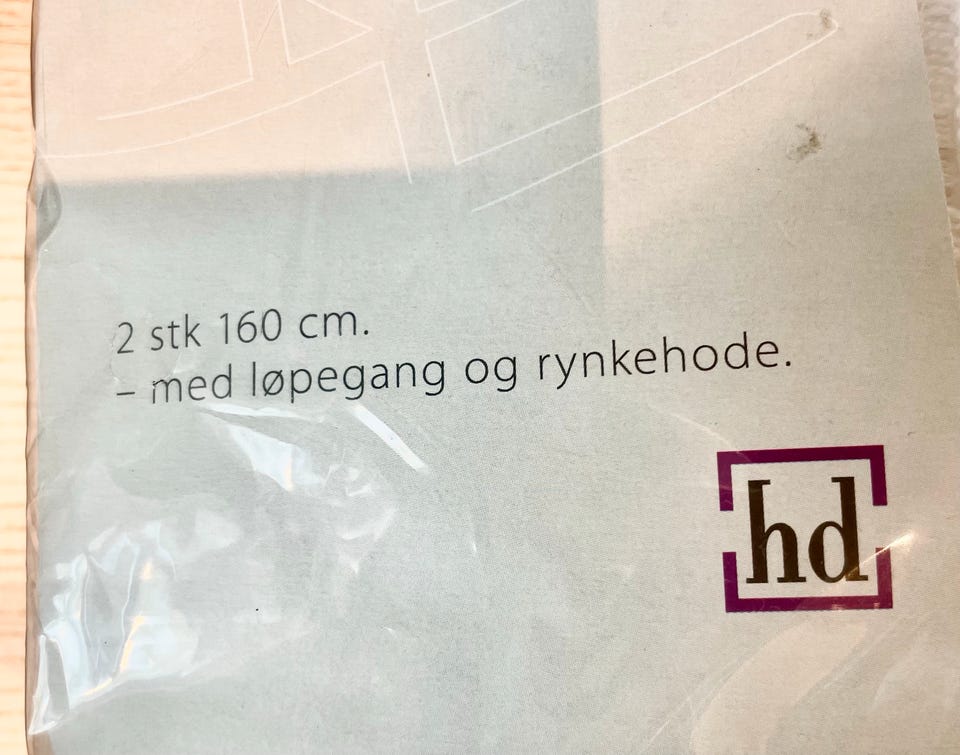 2 stk 160 cm.
– med løpegang og rynkehode.
hd